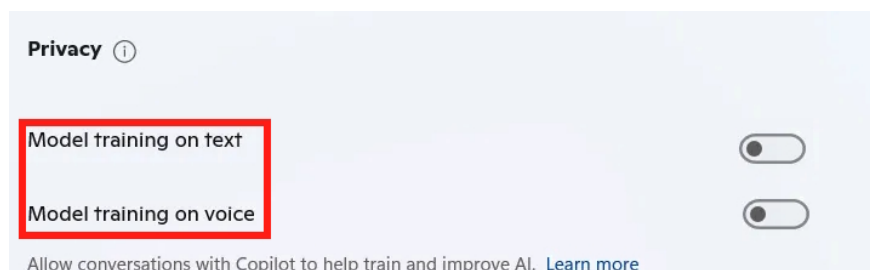 Privacy
Model training on text
Model training on voice
Allow conversations with Copilot to help train and improve AI. Learn more